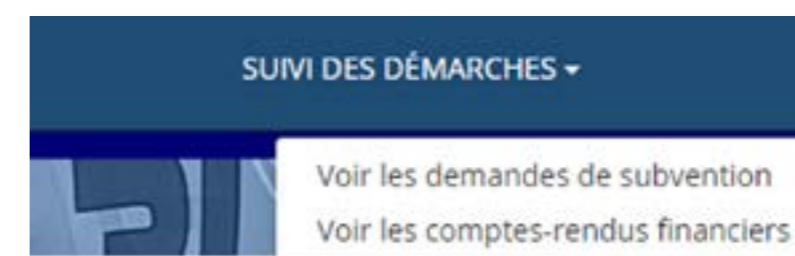 SUIVI DES DÉMARCHES
Voir les demandes de subvention
Voir les comptes-rendus financiers